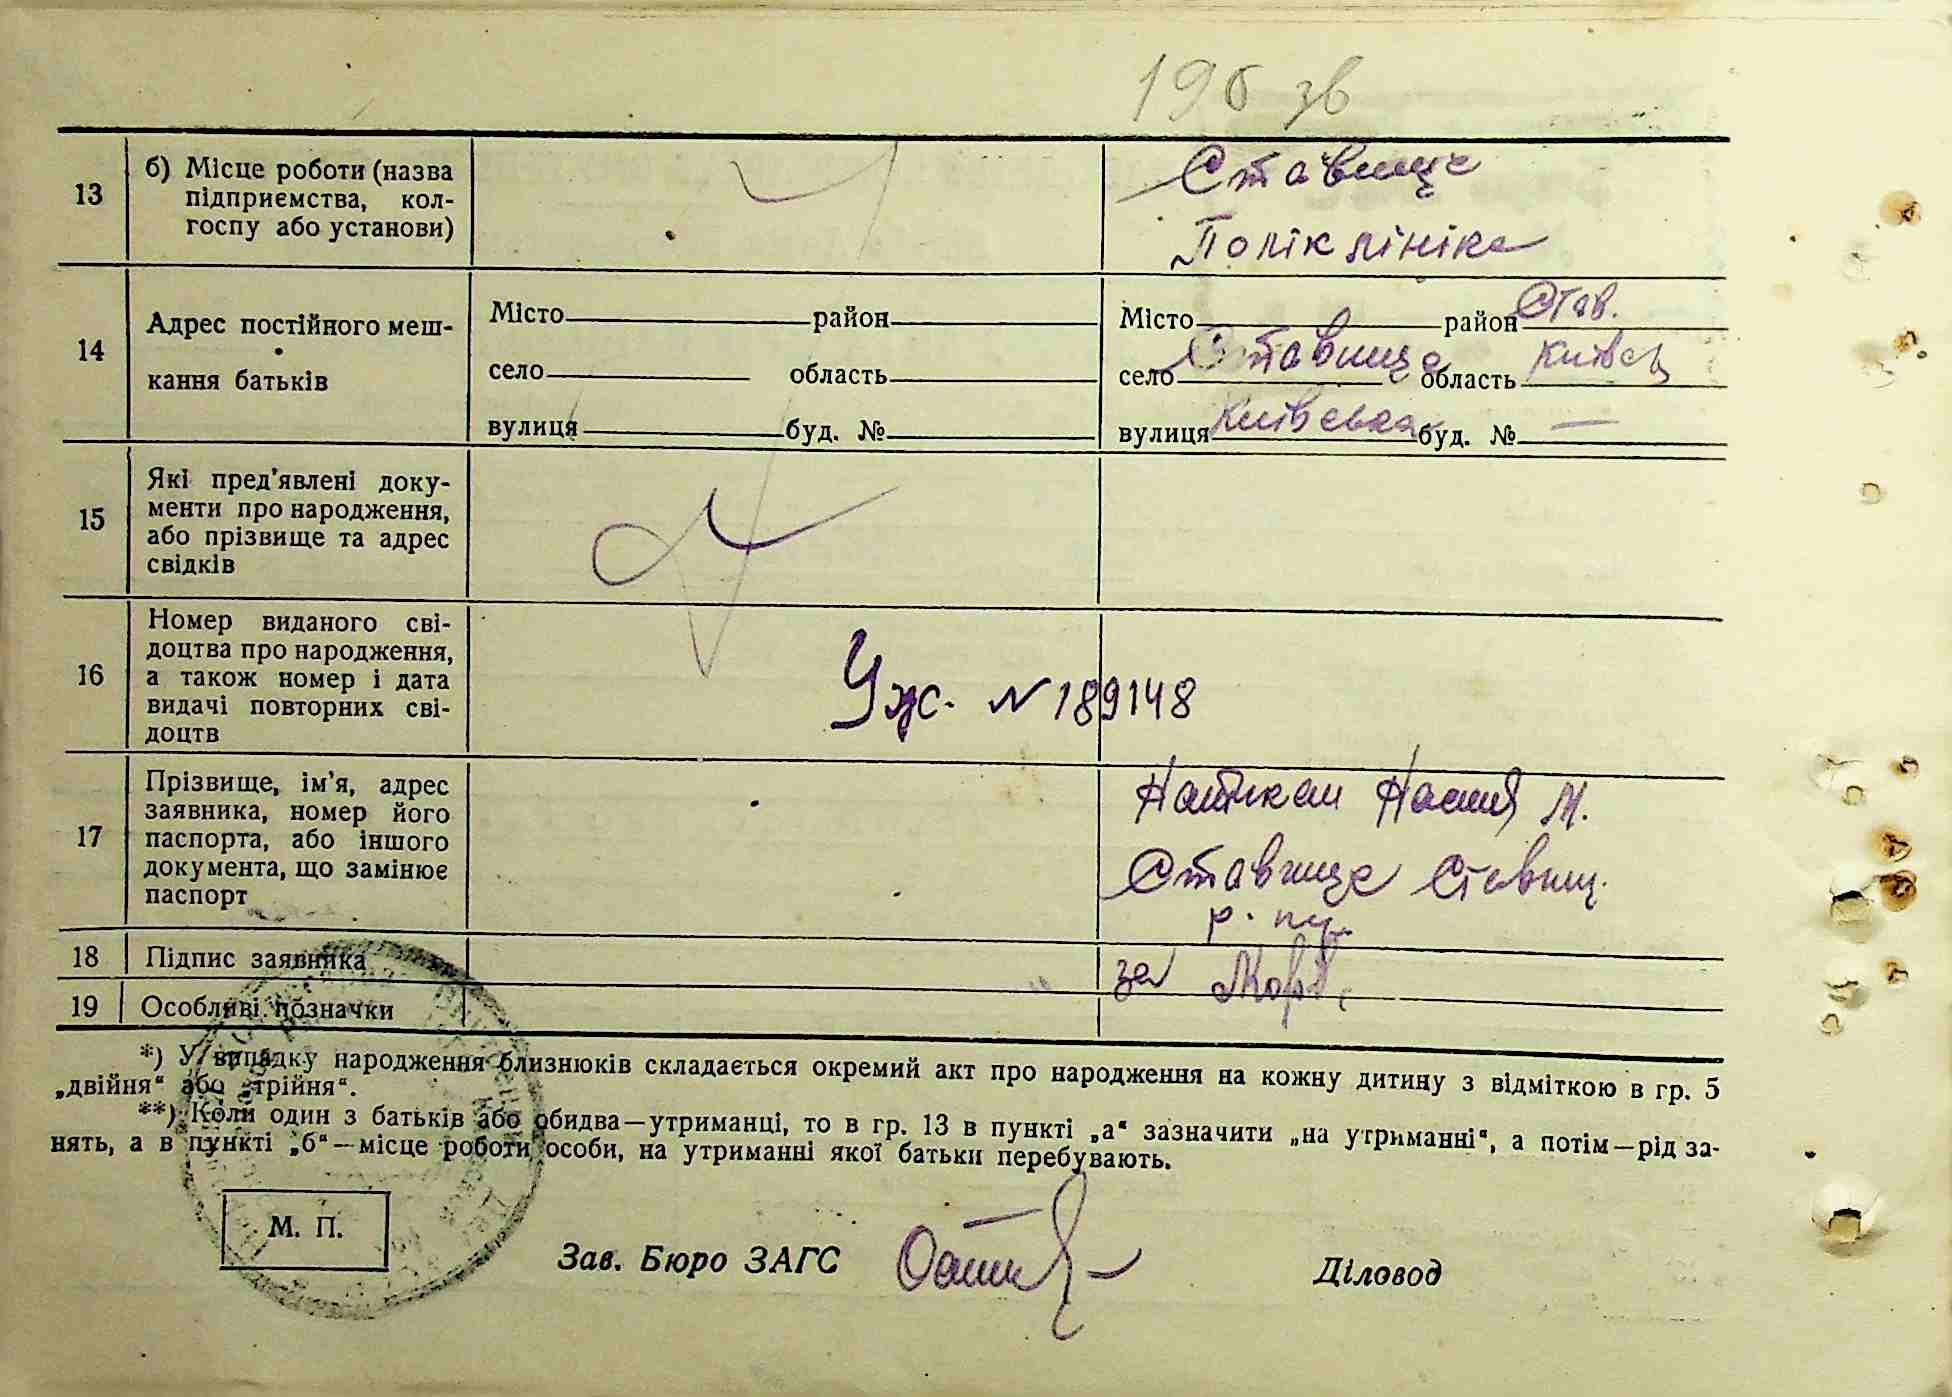 196 зв
13
б) Місце роботи (назва
підприємства, кол-
госпу або установи)
Ставище
Поліклініка
14
Адрес постійного меш-
кання батьків
Місто район
село область
вулиця буд. №
Місто район Став.
село Ставище область Київсь
вулиця Київська буд. № —
15
Які пред'явлені доку-
менти про народження,
або прізвище та адрес
свідків
16
Номер виданого сві-
доцтва про народження,
а також номер і дата
видачі повторних сві-
доцтв
Уж. № 189148
17
Прізвище, ім'я, адрес
заявника, номер його
паспорта, або іншого
документа, що замінює
паспорт
М.
Ставище Ставищ.
р.
18
Підпис заявника
за
19
Особливі позначки
*) У випадку народження близнюків складається окремий акт про народження на кожну дитину з відміткою в гр. 5
„двійня“ або „трійня“.
**) Коли один з батьків або обидва—утриманці, то в гр. 13 в пункті „а“ зазначити „на утриманні“, а потім—рід за-
нять, а в пункті „б“—місце роботи особи, на утриманні якої батьки перебувають.
М. П.
Зав. Бюро ЗАГС
Діловод